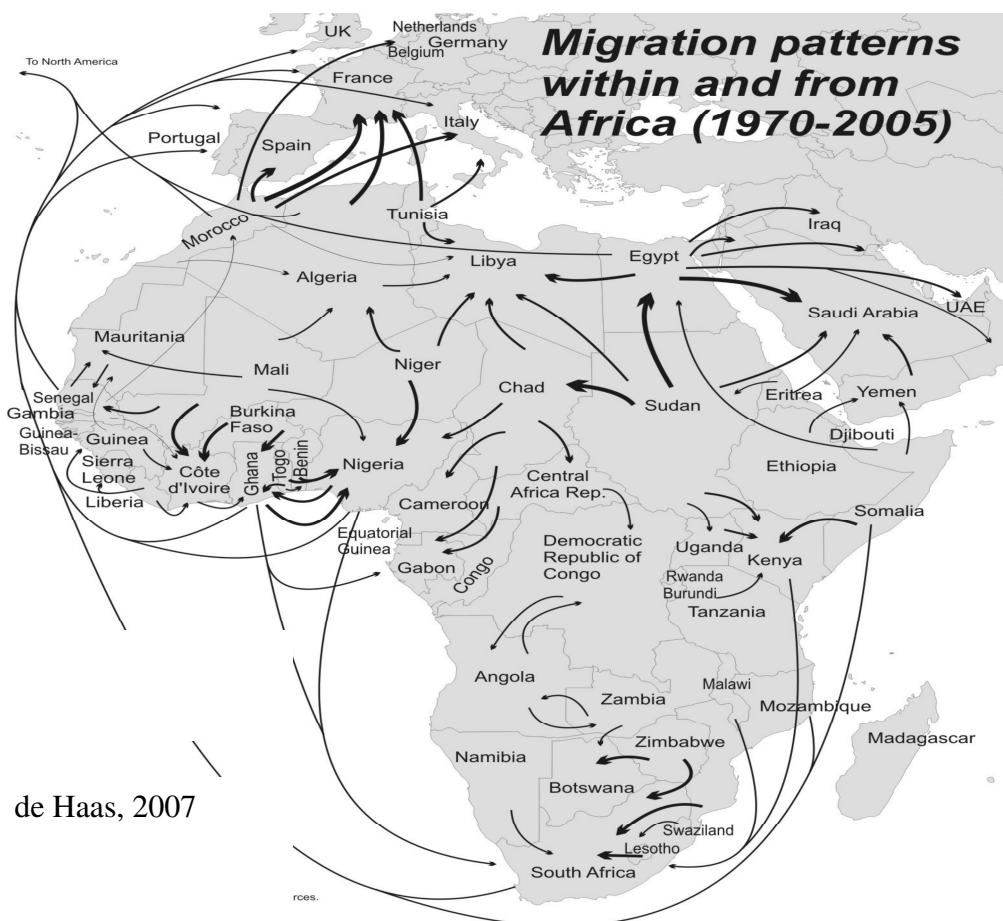 Migration patterns
within and from
Africa (1970-2005)
UK
Netherlands
Belgium
Germany
To North America
France
Italy
Portugal
Spain
Morocco
Tunisia
Algeria
Libya
Egypt
Iraq
Saudi Arabia
UAE
Mauritania
Mali
Niger
Chad
Sudan
Eritrea
Yemen
Djibouti
Senegal
Gambia
Guinea-
Bissau
Guinea
Burkina
Faso
Sierra
Leone
Liberia
Côte
d'Ivoire
Ghana
Togo
Benin
Nigeria
Cameroon
Central
Africa Rep.
Ethiopia
Somalia
Equatorial
Guinea
Gabon
Congo
Democratic
Republic of
Congo
Uganda
Kenya
Rwanda
Burundi
Tanzania
Angola
Zambia
Malawi
Mozambique
Madagascar
Namibia
Zimbabwe
Botswana
Swaziland
Lesotho
South Africa
de Haas, 2007
rces.